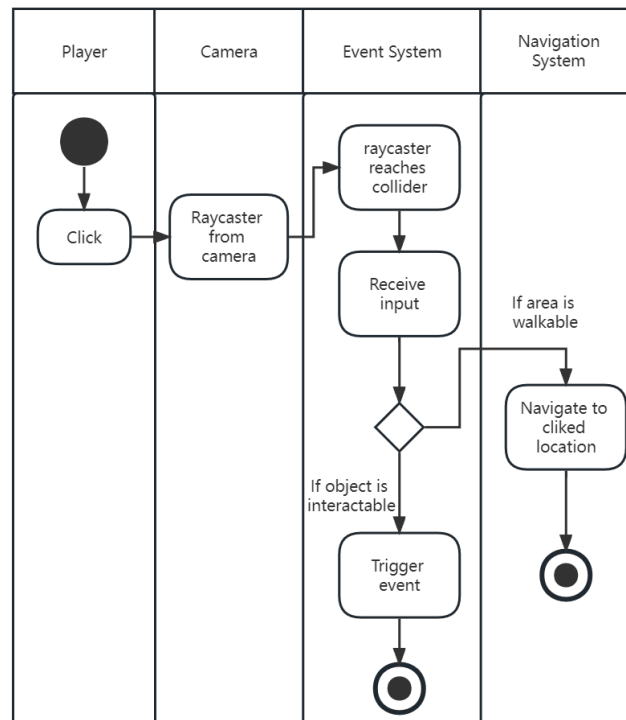 Player
Camera
Event System
Navigation
System
Click
Raycaster
from
camera
raycaster
reaches
collider
Receive
input
If area is
walkable
Navigate to
cliked
location
If object is
interactable
Trigger
event